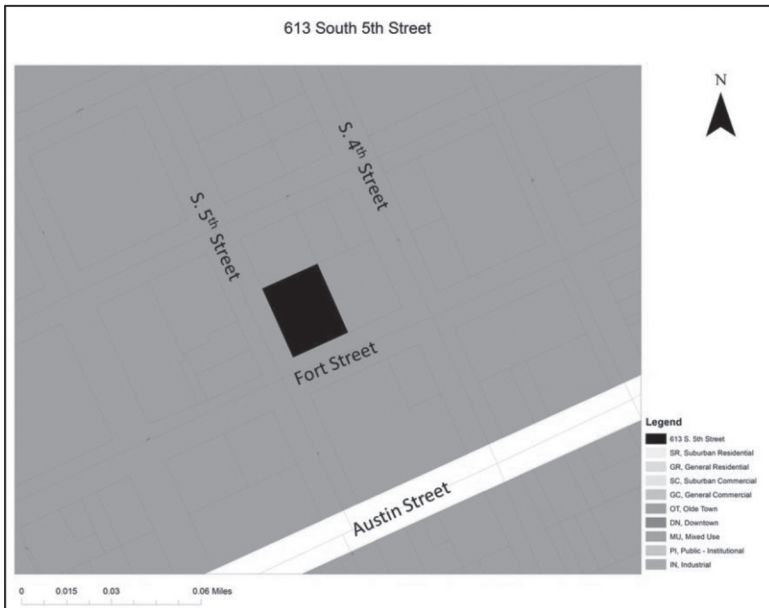 613 South 5th Street
N
S. 4th Street
S. 5th Street
Fort Street
Austin Street
Legend
613 S. 5th Street
SR, Suburban Residential
GR, General Residential
SC, Suburban Commercial
GC, General Commercial
OT, Olde Town
DN, Downtown
MU, Mixed Use
PI, Public - Institutional
IN, Industrial
0 0.015 0.03 0.06 Miles